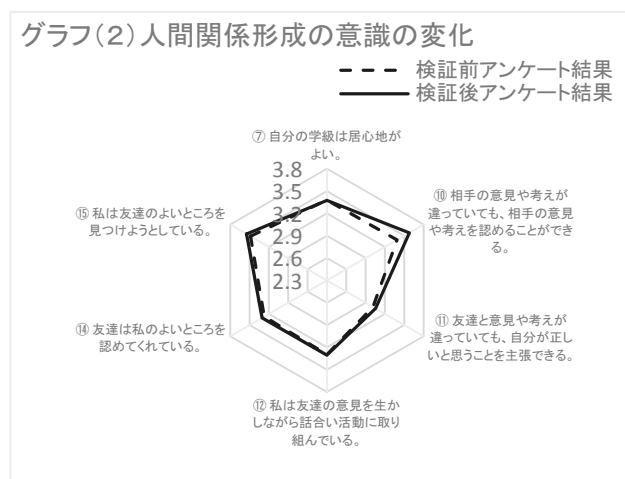 グラフ(2)人間関係形成の意識の変化
検証前アンケート結果
検証後アンケート結果
⑦ 自分の学級は居心地が
よい。
3.8
3.5
3.2
2.9
2.6
2.3
⑩ 相手の意見や考えが
違っていても、相手の意見
や考えを認めることができ
る。
⑪ 友達と意見や考えが
違っていても、自分が正し
いと思うことを主張できる。
⑫ 私は友達の意見を生か
しながら話合い活動に取り
組んでいる。
⑭ 友達は私のよいところを
認めてくれている。
⑮ 私は友達のよいところを
見つけようとしている。